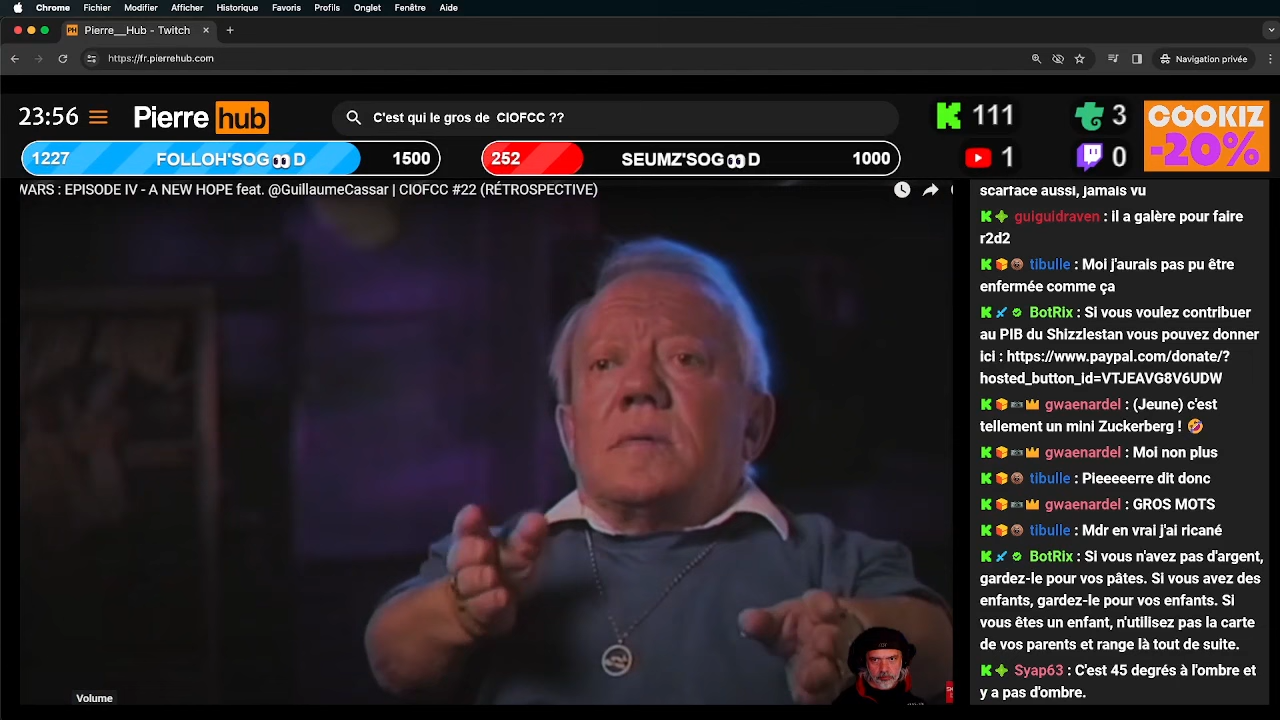 Chrome Fichier Modifier Afficher Historique Favoris Profils Onglet Fenêtre Aide
PH Pierre__Hub - Twitch
https://fr.pierrehub.com
Navigation privée
23:56 Pierre hub
C'est qui le gros de CIOFCC ??
111 3
1 0
COOKIZ
-20%
1227 FOLLOH'SOG👀D 1500
252 SEUMZ'SOG👀D 1000
WARS : EPISODE IV - A NEW HOPE feat. @GuillaumeCassar | CIOFCC #22 (RÉTROSPECTIVE)
Volume
scarface aussi, jamais vu
guiguidraven : il a galère pour faire
r2d2
tibulle : Moi j'aurais pas pu être
enfermée comme ça
BotRix : Si vous voulez contribuer
au PIB du Shizzlestan vous pouvez donner
ici : https://www.paypal.com/donate/?
hosted_button_id=VTJEAVG8V6UDW
gwaenardel : (Jeune) c'est
tellement un mini Zuckerberg ! 🤣
gwaenardel : Moi non plus
tibulle : Pleeeeerre dit donc
gwaenardel : GROS MOTS
tibulle : Mdr en vrai j'ai ricané
BotRix : Si vous n'avez pas d'argent,
gardez-le pour vos pâtes. Si vous avez des
enfants, gardez-le pour vos enfants. Si
vous êtes un enfant, n'utilisez pas la carte
de vos parents et range là tout de suite.
Syap63 : C'est 45 degrés à l'ombre et
y a pas d'ombre.